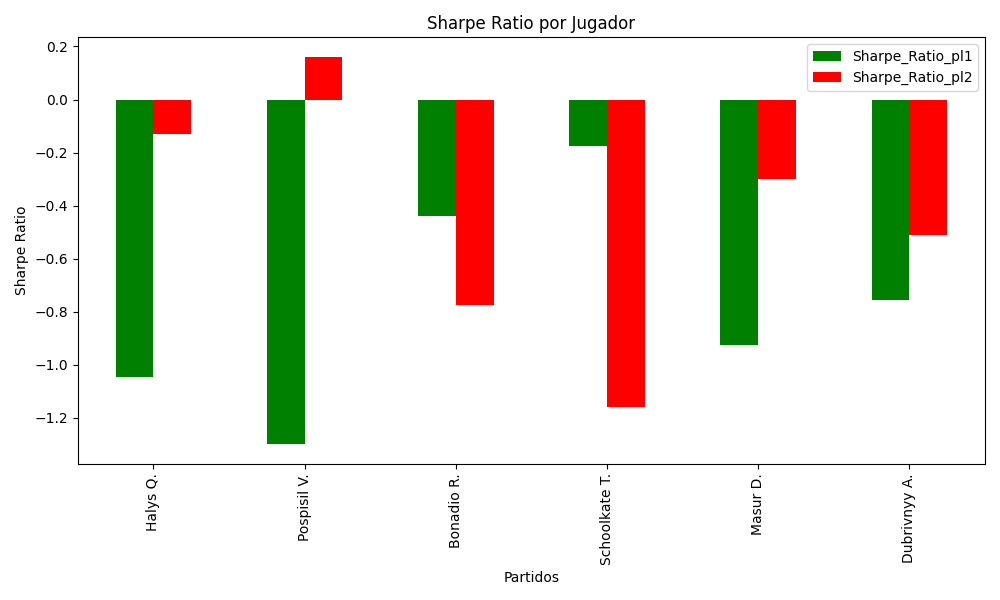 Sharpe Ratio por Jugador
Sharpe_Ratio_pl1
Sharpe_Ratio_pl2
Sharpe Ratio
0.2
0.0
−0.2
−0.4
−0.6
−0.8
−1.0
−1.2
Halys Q.
Pospisil V.
Bonadio R.
Schoolkate T.
Masur D.
Dubrivnyy A.
Partidos